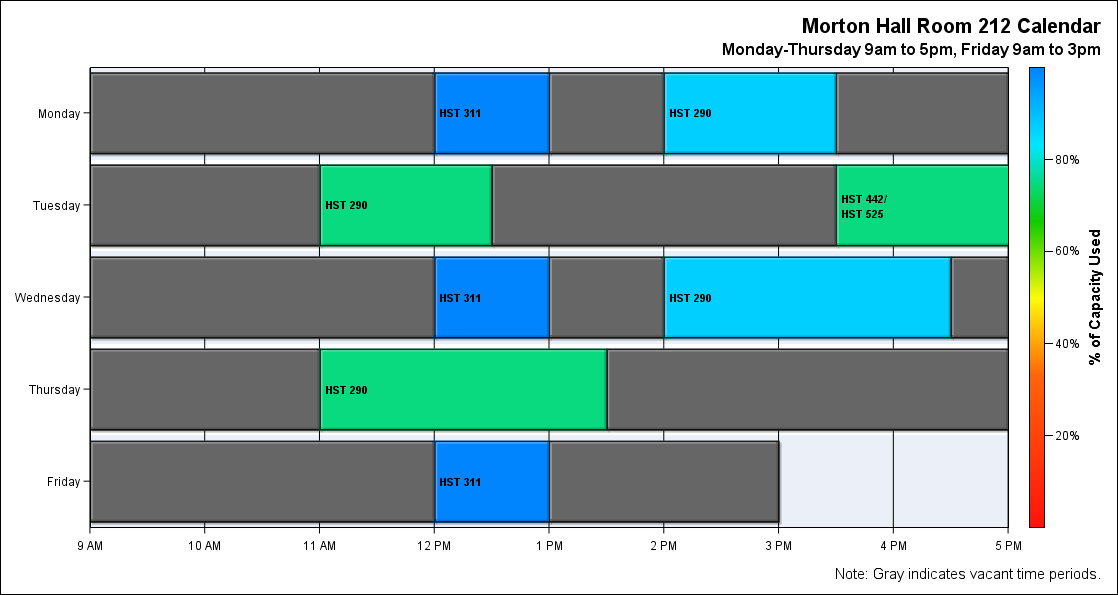 Morton Hall Room 212 Calendar
Monday-Thursday 9am to 5pm, Friday 9am to 3pm
Monday
HST 311
HST 290
Tuesday
HST 290
HST 442/
HST 525
Wednesday
HST 311
HST 290
Thursday
HST 290
Friday
HST 311
9 AM
10 AM
11 AM
12 PM
1 PM
2 PM
3 PM
4 PM
5 PM
80%
60%
40%
20%
% of Capacity Used
Note: Gray indicates vacant time periods.